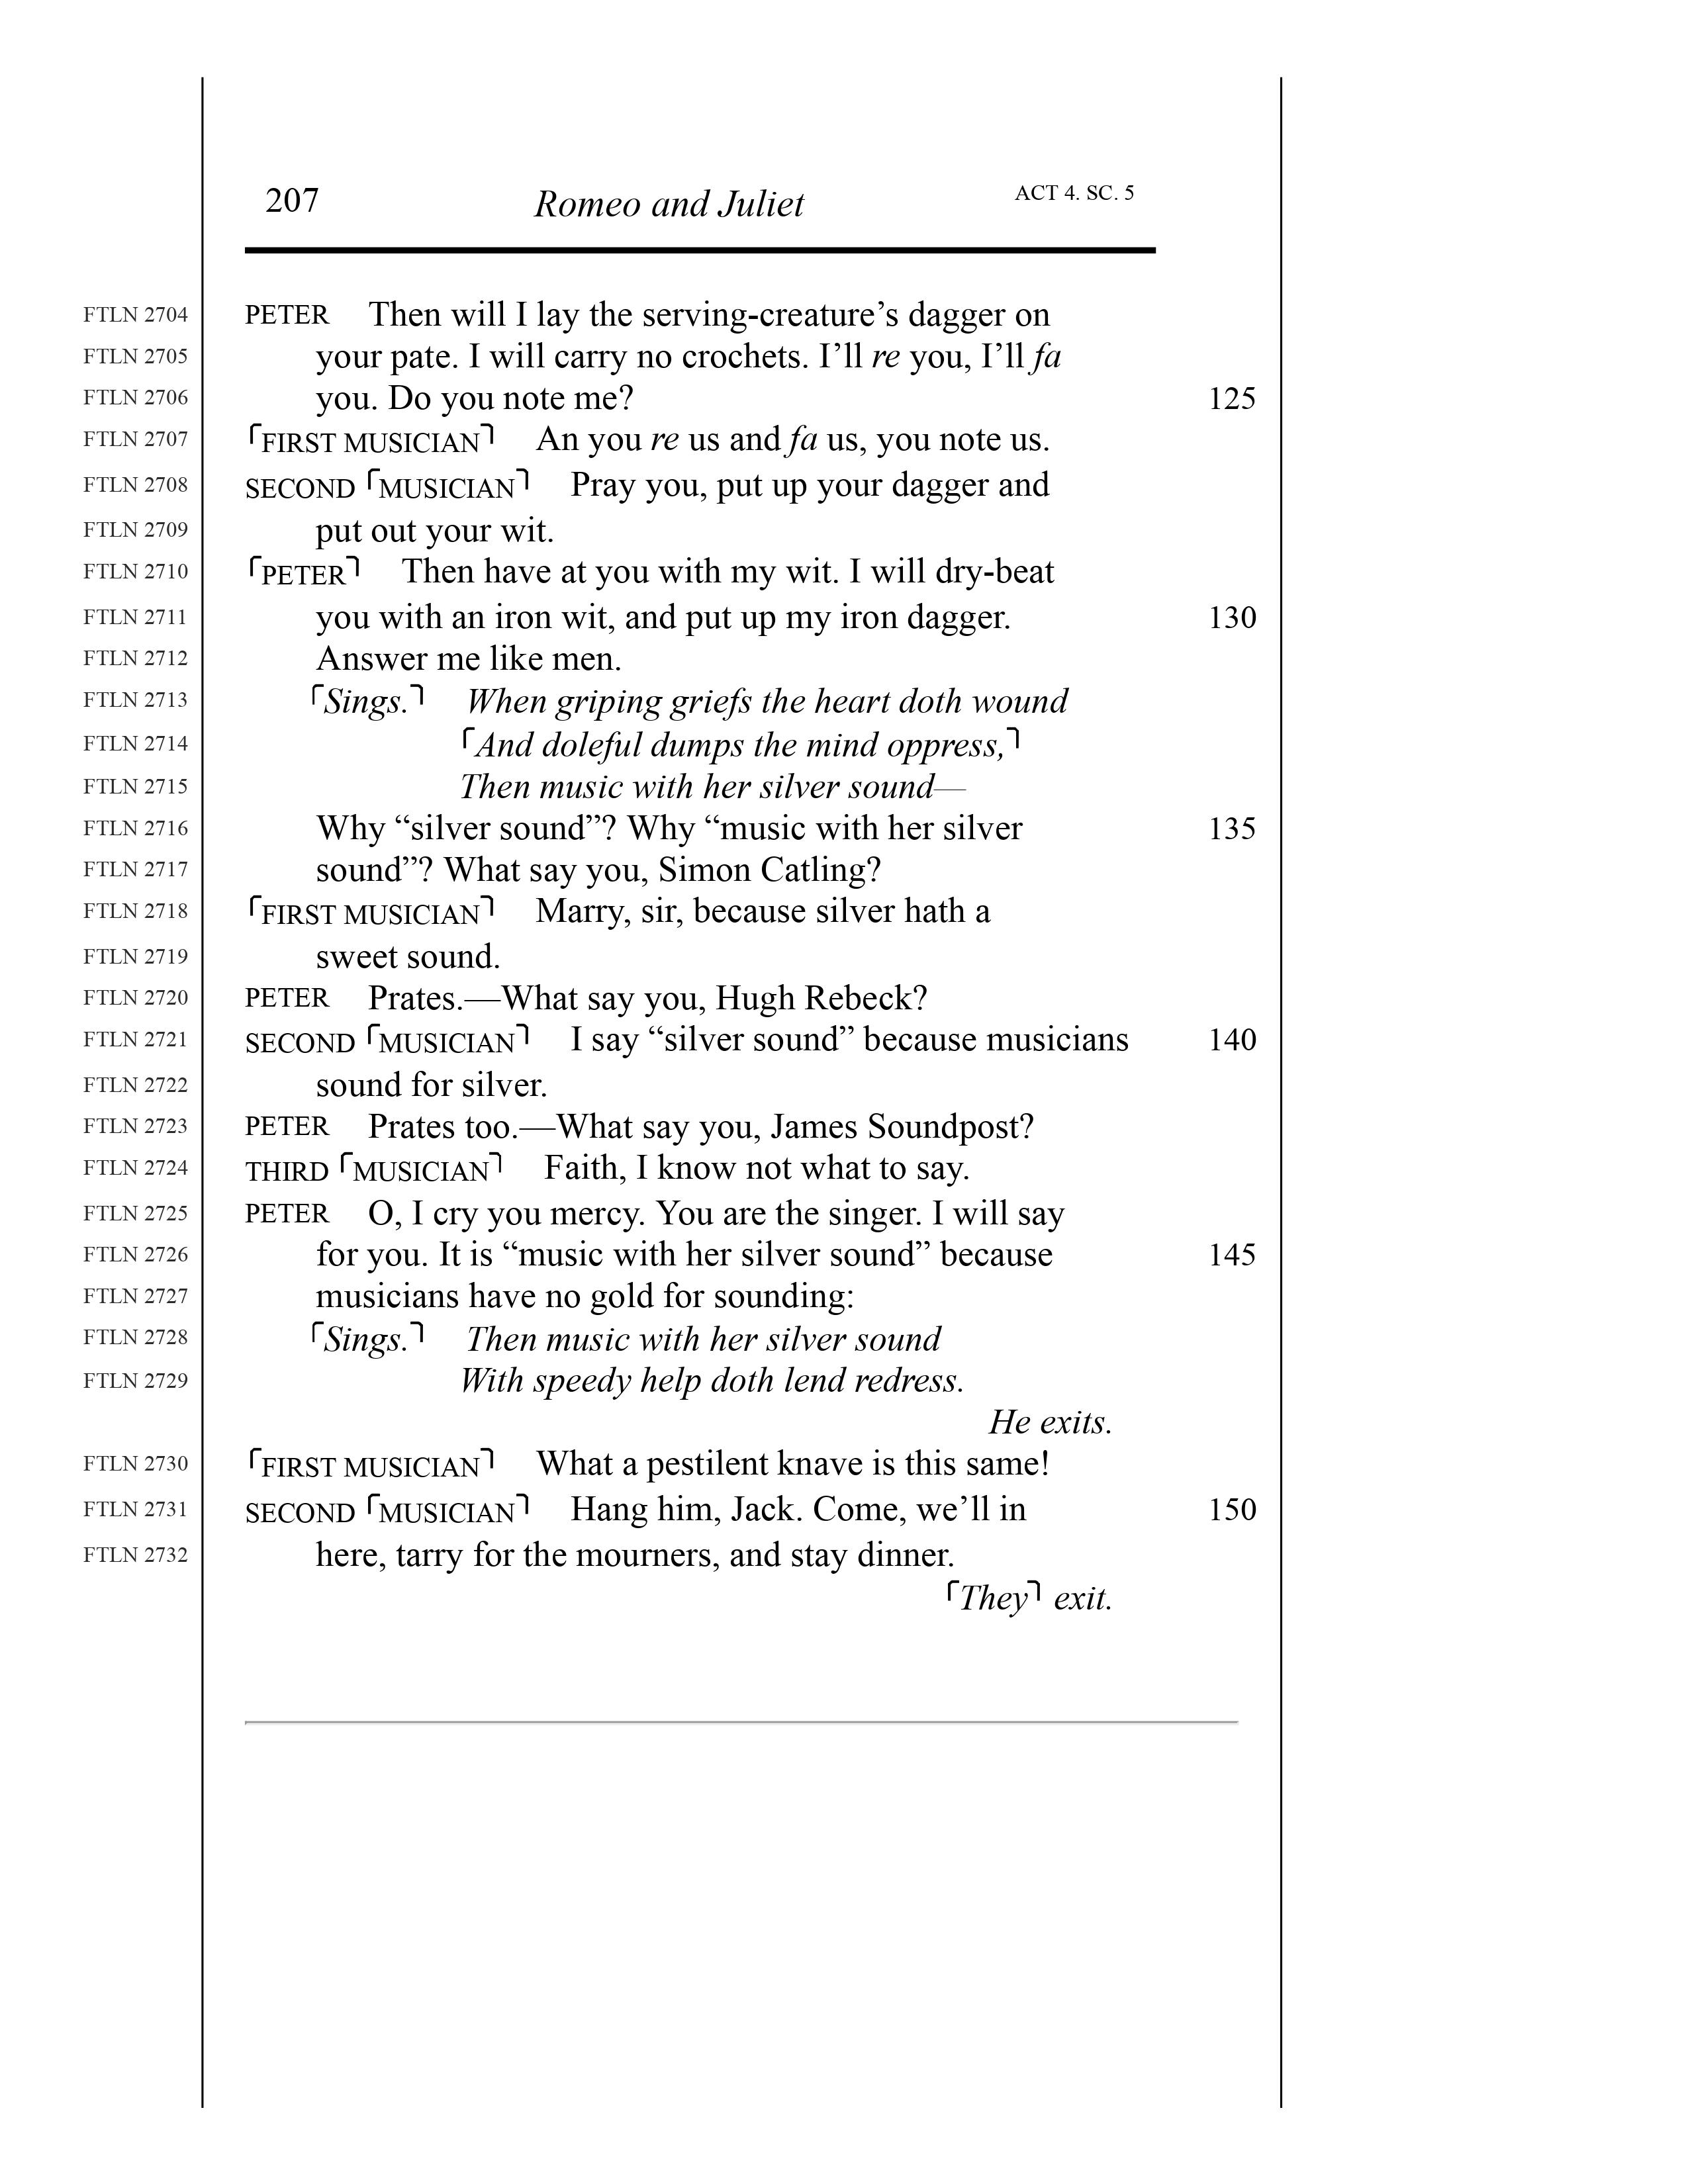 207 Romeo and Juliet ACT 4. SC. 5
FTLN 2704 PETER Then will I lay the serving-creature’s dagger on
FTLN 2705 your pate. I will carry no crochets. I’ll re you, I’ll fa
FTLN 2706 you. Do you note me? 125
FTLN 2707 ⌜FIRST MUSICIAN⌝ An you re us and fa us, you note us.
FTLN 2708 SECOND ⌜MUSICIAN⌝ Pray you, put up your dagger and
FTLN 2709 put out your wit.
FTLN 2710 ⌜PETER⌝ Then have at you with my wit. I will dry-beat
FTLN 2711 you with an iron wit, and put up my iron dagger. 130
FTLN 2712 Answer me like men.
FTLN 2713 ⌜Sings.⌝ When griping griefs the heart doth wound
FTLN 2714 ⌜And doleful dumps the mind oppress,⌝
FTLN 2715 Then music with her silver sound—
FTLN 2716 Why “silver sound”? Why “music with her silver 135
FTLN 2717 sound”? What say you, Simon Catling?
FTLN 2718 ⌜FIRST MUSICIAN⌝ Marry, sir, because silver hath a
FTLN 2719 sweet sound.
FTLN 2720 PETER Prates.—What say you, Hugh Rebeck?
FTLN 2721 SECOND ⌜MUSICIAN⌝ I say “silver sound” because musicians 140
FTLN 2722 sound for silver.
FTLN 2723 PETER Prates too.—What say you, James Soundpost?
FTLN 2724 THIRD ⌜MUSICIAN⌝ Faith, I know not what to say.
FTLN 2725 PETER O, I cry you mercy. You are the singer. I will say
FTLN 2726 for you. It is “music with her silver sound” because 145
FTLN 2727 musicians have no gold for sounding:
FTLN 2728 ⌜Sings.⌝ Then music with her silver sound
FTLN 2729 With speedy help doth lend redress.
He exits.
FTLN 2730 ⌜FIRST MUSICIAN⌝ What a pestilent knave is this same!
FTLN 2731 SECOND ⌜MUSICIAN⌝ Hang him, Jack. Come, we’ll in 150
FTLN 2732 here, tarry for the mourners, and stay dinner.
⌜They⌝ exit.